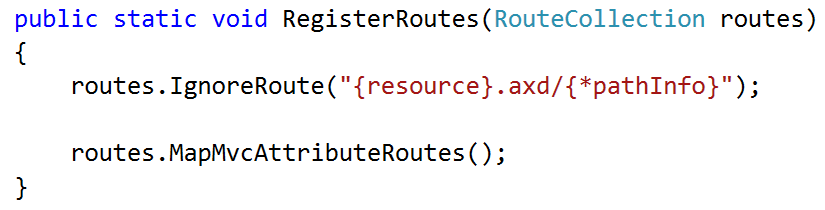 public static void RegisterRoutes(RouteCollection routes)
{
    routes.IgnoreRoute("{resource}.axd/{*pathInfo}");
    routes.MapMvcAttributeRoutes();
}